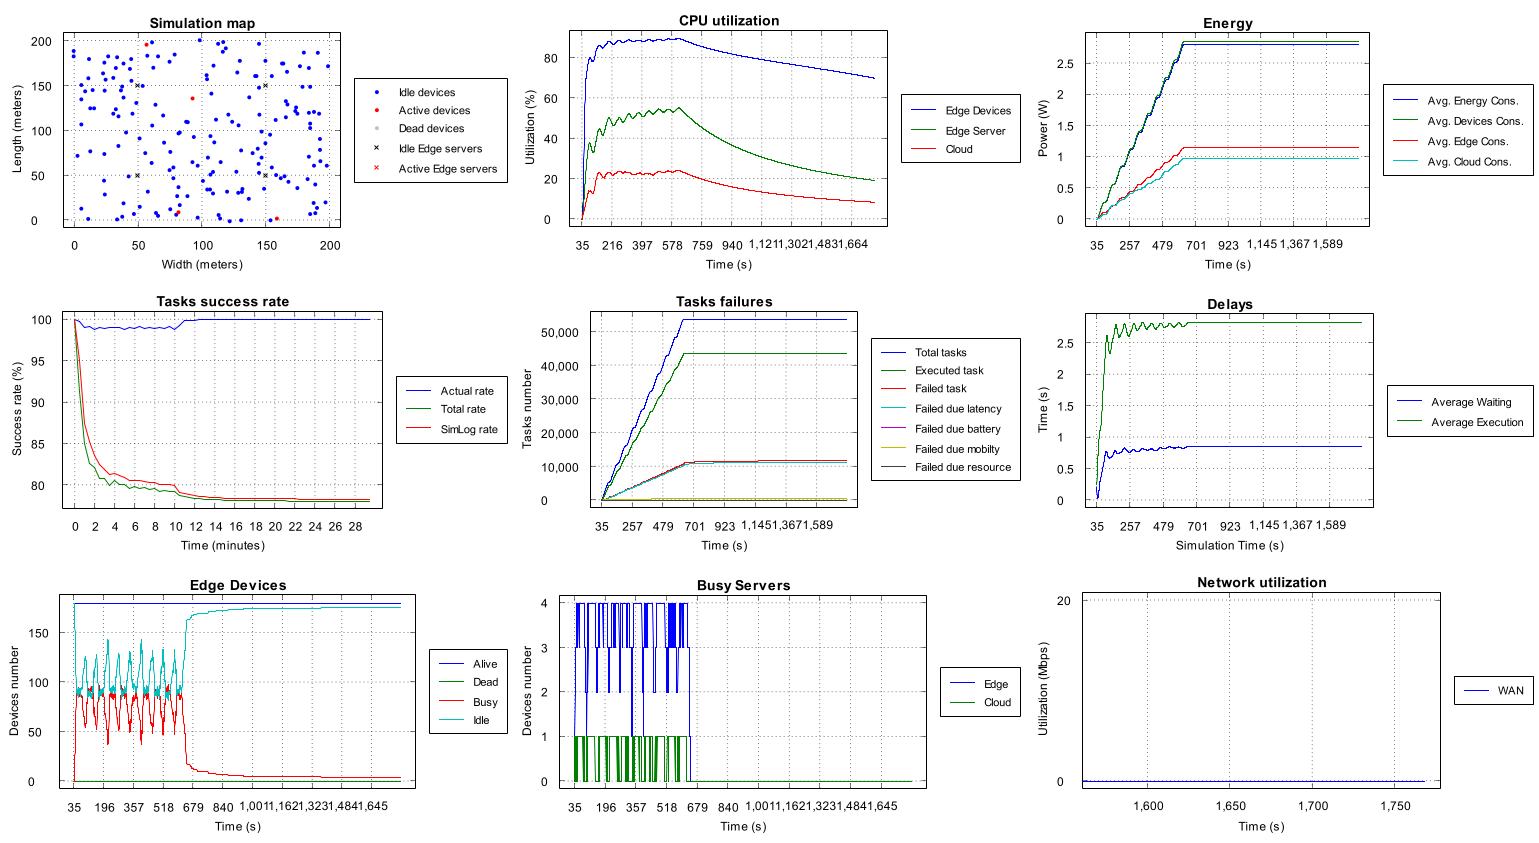 Simulation map
200
150
100
50
0
0 50 100 150 200
Length (meters)
Width (meters)
Idle devices
Active devices
Dead devices
Idle Edge servers
Active Edge servers
CPU utilization
80
60
40
20
0
35 216 397 578 759 940 1,1211,3021,4831,664
Utilization (%)
Time (s)
Edge Devices
Edge Server
Cloud
Energy
2.5
2
1.5
1
0.5
0
35 257 479 701 923 1,145 1,367 1,589
Power (W)
Time (s)
Avg. Energy Cons.
Avg. Devices Cons.
Avg. Edge Cons.
Avg. Cloud Cons.
Tasks success rate
100
95
90
85
80
0 2 4 6 8 10 12 14 16 18 20 22 24 26 28
Success rate (%)
Time (minutes)
Actual rate
Total rate
SimLog rate
Tasks failures
50,000
40,000
30,000
20,000
10,000
0
35 257 479 701 923 1,1451,3671,589
Tasks number
Time (s)
Total tasks
Executed task
Failed task
Failed due latency
Failed due battery
Failed due mobilty
Failed due resource
Delays
2.5
2
1.5
1
0.5
0
35 257 479 701 923 1,145 1,367 1,589
Time (s)
Simulation Time (s)
Average Waiting
Average Execution
Edge Devices
150
100
50
0
35 196 357 518 679 840 1,0011,1621,3231,4841,645
Devices number
Time (s)
Alive
Dead
Busy
Idle
Busy Servers
4
3
2
1
0
35 196 357 518 679 840 1,0011,1621,3231,4841,645
Devices number
Time (s)
Edge
Cloud
Network utilization
20
0
1,600 1,650 1,700 1,750
Utilization (Mbps)
Time (s)
WAN